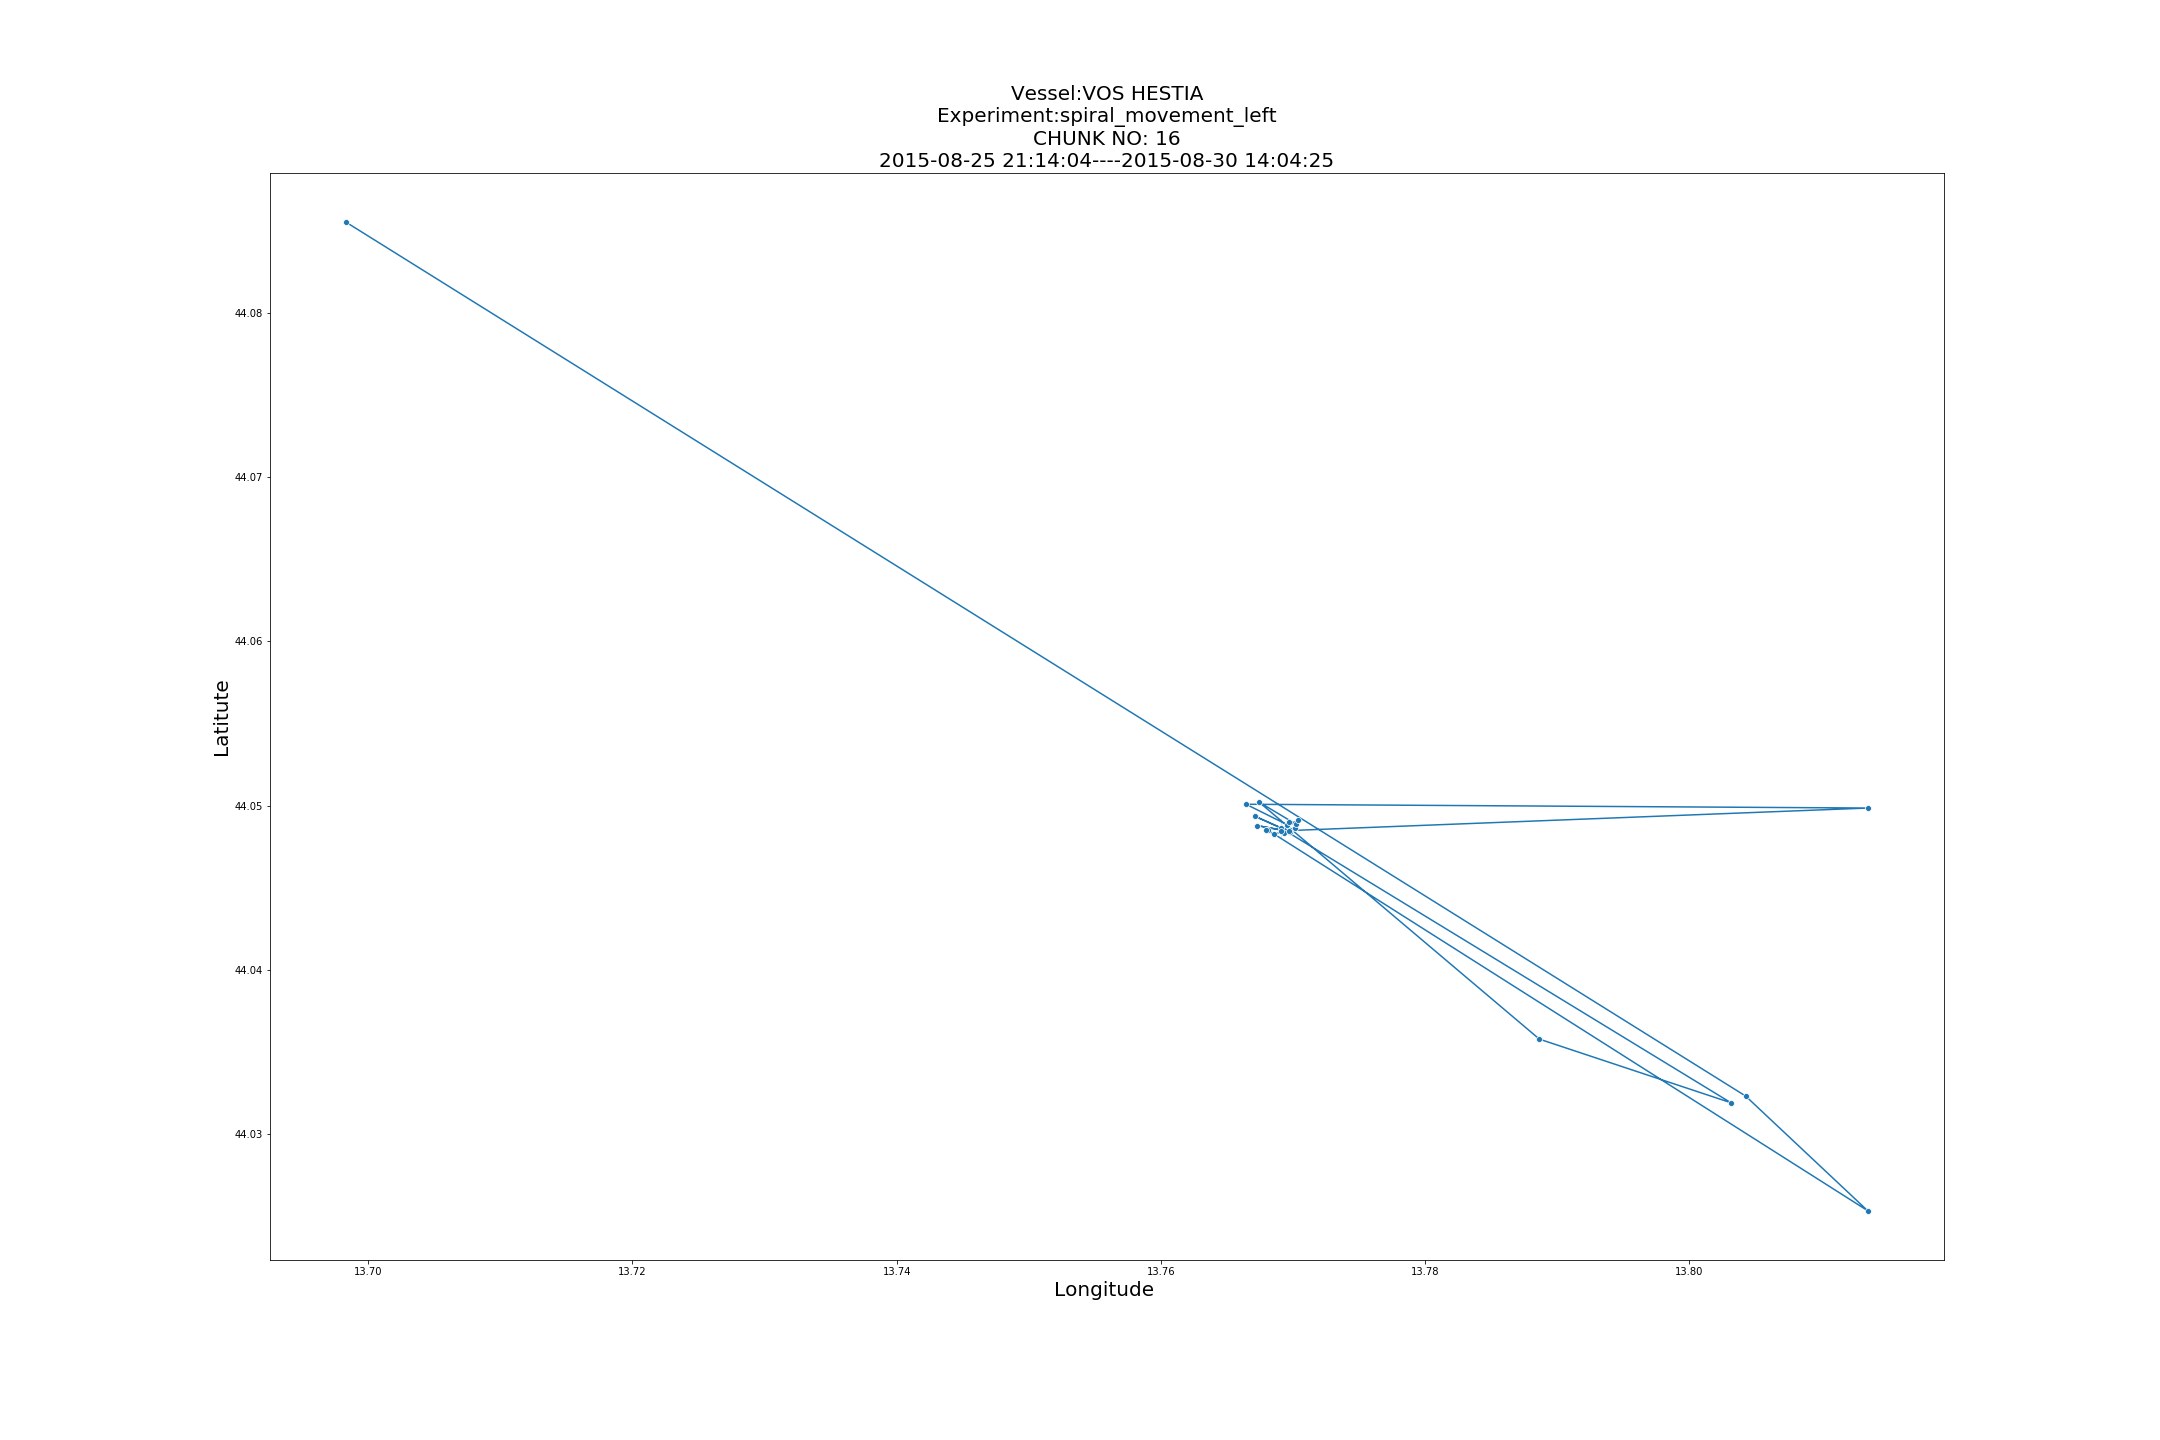 Vessel:VOS HESTIA
Experiment:spiral_movement_left
CHUNK NO: 16
2015-08-25 21:14:04----2015-08-30 14:04:25
44.08
44.07
44.06
44.05
44.04
44.03
Latitute
13.70 13.72 13.74 13.76 13.78 13.80
Longitude